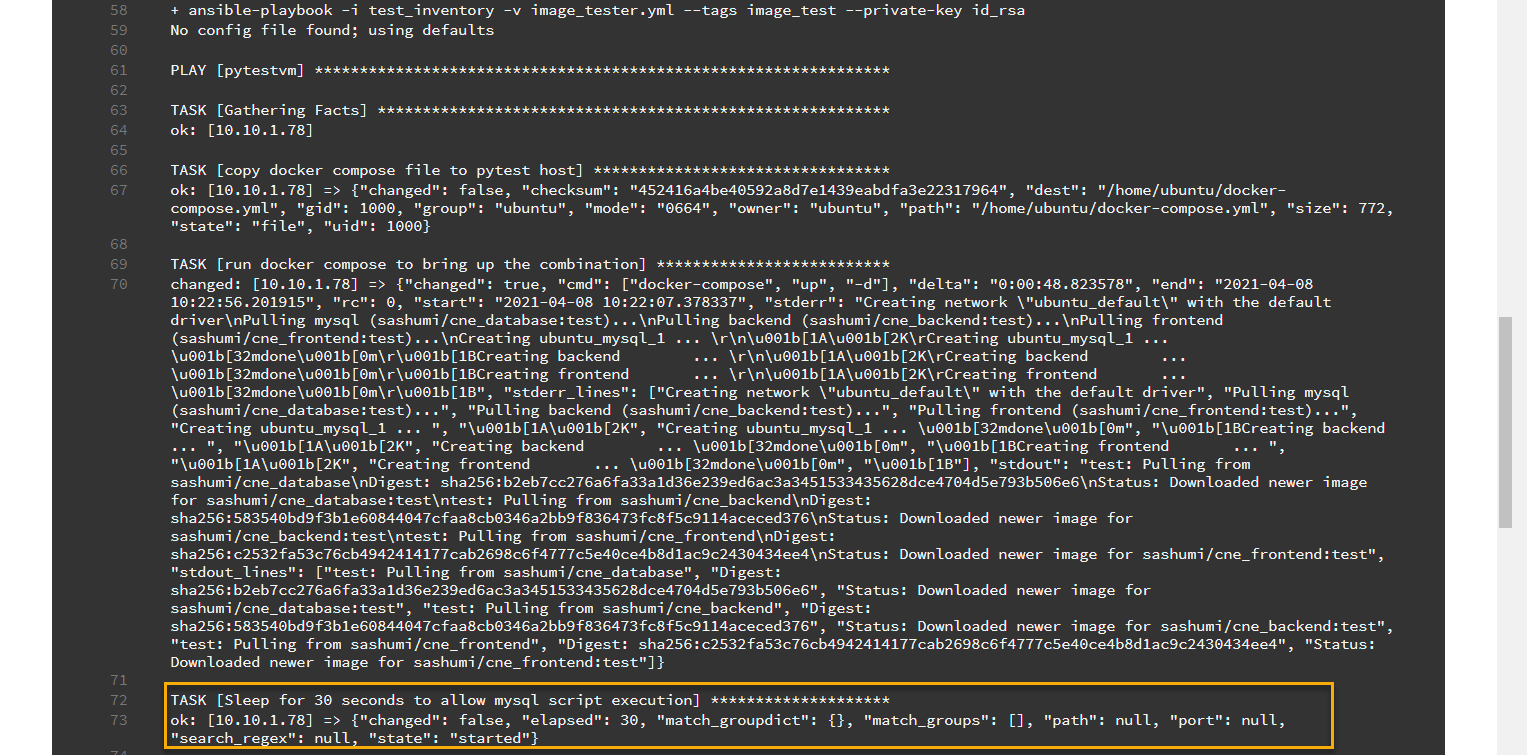 58 + ansible-playbook -i test_inventory -v image_tester.yml --tags image_test --private-key id_rsa
59 No config file found; using defaults
60
61 PLAY [pytestvm] ****************************************************************
62
63 TASK [Gathering Facts] *********************************************************
64 ok: [10.10.1.78]
65
66 TASK [copy docker compose file to pytest host] *********************************
67 ok: [10.10.1.78] => {"changed": false, "checksum": "452416a4be40592a8d7e1439eabdfa3e22317964", "dest": "/home/ubuntu/docker-
compose.yml", "gid": 1000, "group": "ubuntu", "mode": "0664", "owner": "ubuntu", "path": "/home/ubuntu/docker-compose.yml", "size": 772,
"state": "file", "uid": 1000}
68
69 TASK [run docker compose to bring up the combination] **************************
70 changed: [10.10.1.78] => {"changed": true, "cmd": ["docker-compose", "up", "-d"], "delta": "0:00:48.823578", "end": "2021-04-08
10:22:56.201915", "rc": 0, "start": "2021-04-08 10:22:07.378337", "stderr": "Creating network \"ubuntu_default\" with the default
driver\nPulling mysql (sashumi/cne_database:test)...\nPulling backend (sashumi/cne_backend:test)...\nPulling frontend
(sashumi/cne_frontend:test)...\nCreating ubuntu_mysql_1 ... \r\n\u001b[1A\u001b[2K\rCreating ubuntu_mysql_1 ...
\u001b[32mdone\u001b[0m\r\u001b[1BCreating backend ... \r\n\u001b[1A\u001b[2K\rCreating backend ...
\u001b[32mdone\u001b[0m\r\u001b[1BCreating frontend ... \r\n\u001b[1A\u001b[2K\rCreating frontend ...
\u001b[32mdone\u001b[0m\r\u001b[1B", "stderr_lines": ["Creating network \"ubuntu_default\" with the default driver", "Pulling mysql
(sashumi/cne_database:test)...", "Pulling backend (sashumi/cne_backend:test)...", "Pulling frontend (sashumi/cne_frontend:test)...",
"Creating ubuntu_mysql_1 ... ", "\u001b[1A\u001b[2K", "Creating ubuntu_mysql_1 ... \u001b[32mdone\u001b[0m", "\u001b[1BCreating backend
... ", "\u001b[1A\u001b[2K", "Creating backend ... \u001b[32mdone\u001b[0m", "\u001b[1BCreating frontend ... ",
"\u001b[1A\u001b[2K", "Creating frontend ... \u001b[32mdone\u001b[0m", "\u001b[1B"], "stdout": "test: Pulling from
sashumi/cne_database\nDigest: sha256:b2eb7cc276a6fa33a1d36e239ed6ac3a3451533435628dce4704d5e793b506e6\nStatus: Downloaded newer image
for sashumi/cne_database:test\ntest: Pulling from sashumi/cne_backend\nDigest:
sha256:583540bd9f3b1e60844047cfaa8cb0346a2bb9f836473fc8f5c9114aceced376\nStatus: Downloaded newer image for
sashumi/cne_backend:test\ntest: Pulling from sashumi/cne_frontend\nDigest:
sha256:c2532fa53c76cb4942414177cab2698c6f4777c5e40ce4b8d1ac9c2430434ee4\nStatus: Downloaded newer image for sashumi/cne_frontend:test",
"stdout_lines": ["test: Pulling from sashumi/cne_database", "Digest:
sha256:b2eb7cc276a6fa33a1d36e239ed6ac3a3451533435628dce4704d5e793b506e6", "Status: Downloaded newer image for
sashumi/cne_database:test", "test: Pulling from sashumi/cne_backend", "Digest:
sha256:583540bd9f3b1e60844047cfaa8cb0346a2bb9f836473fc8f5c9114aceced376", "Status: Downloaded newer image for sashumi/cne_backend:test",
"test: Pulling from sashumi/cne_frontend", "Digest: sha256:c2532fa53c76cb4942414177cab2698c6f4777c5e40ce4b8d1ac9c2430434ee4", "Status:
Downloaded newer image for sashumi/cne_frontend:test"]}
71
72 TASK [Sleep for 30 seconds to allow mysql script execution] ********************
73 ok: [10.10.1.78] => {"changed": false, "elapsed": 30, "match_groupdict": {}, "match_groups": [], "path": null, "port": null,
"search_regex": null, "state": "started"}